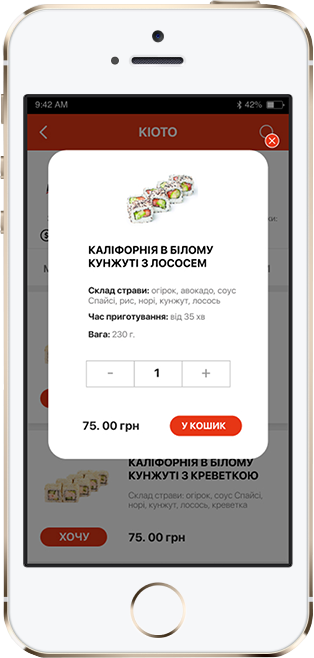 9:42 AM
42%
КІОТО
КАЛІФОРНІЯ В БІЛОМУ
КУНЖУТІ З ЛОСОСЕМ
Склад страви: огірок, авокадо, соус
Спайсі, рис, норі, кунжут, лосось
Час приготування: від 35 хв
Вага: 230 г.
- 1 +
75. 00 грн
У КОШИК
КАЛІФОРНІЯ В БІЛОМУ
КУНЖУТІ З КРЕВЕТКОЮ
Склад страви: огірок, соус Спайсі,
норі, кунжут, лосось, креветка
ХОЧУ
75. 00 грн